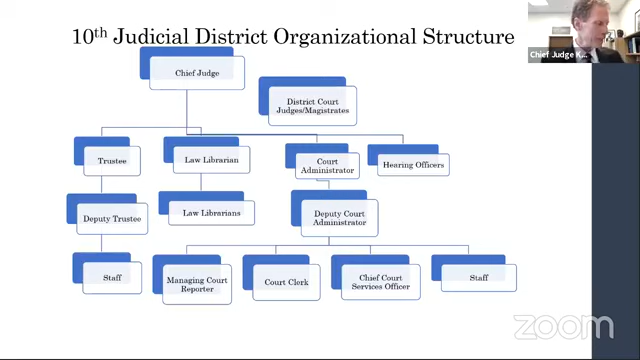 10th Judicial District Organizational Structure
Chief Judge K...
Chief Judge
District Court
Judges/Magistrates
Trustee
Law Librarian
Court
Administrator
Hearing Officers
Deputy Trustee
Law Librarians
Deputy Court
Administrator
Staff
Managing Court
Reporter
Court Clerk
Chief Court
Services Officer
Staff
zoom